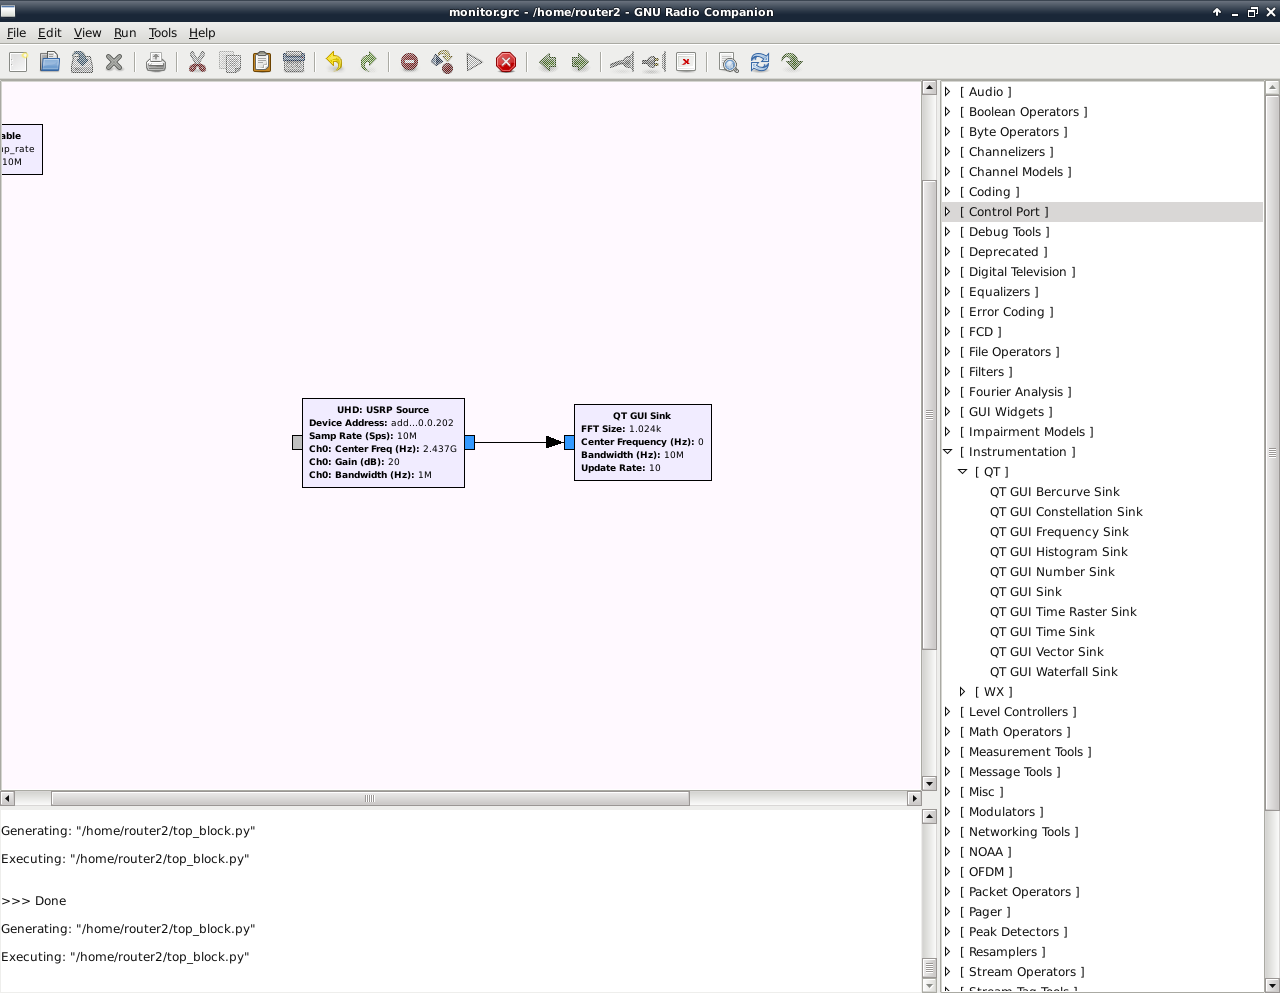 monitor.grc - /home/router2 - GNU Radio Companion
File Edit View Run Tools Help
able
10M
UHD: USRP Source
Device Address: add...0.0.202
Samp Rate (Sps): 10M
Ch0: Center Freq (Hz): 2.437G
Ch0: Gain (dB): 20
Ch0: Bandwidth (Hz): 1M
QT GUI Sink
FFT Size: 1.024k
Center Frequency (Hz): 0
Bandwidth (Hz): 10M
Update Rate: 10
Generating: "/home/router2/top_block.py"
Executing: "/home/router2/top_block.py"
>>> Done
Generating: "/home/router2/top_block.py"
Executing: "/home/router2/top_block.py"
[ Audio ]
[ Boolean Operators ]
[ Byte Operators ]
[ Channelizers ]
[ Channel Models ]
[ Coding ]
[ Control Port ]
[ Debug Tools ]
[ Deprecated ]
[ Digital Television ]
[ Equalizers ]
[ Error Coding ]
[ FCD ]
[ File Operators ]
[ Filters ]
[ Fourier Analysis ]
[ GUI Widgets ]
[ Impairment Models ]
[ Instrumentation ]
[ QT ]
QT GUI Bercurve Sink
QT GUI Constellation Sink
QT GUI Frequency Sink
QT GUI Histogram Sink
QT GUI Number Sink
QT GUI Sink
QT GUI Time Raster Sink
QT GUI Time Sink
QT GUI Vector Sink
QT GUI Waterfall Sink
[ WX ]
[ Level Controllers ]
[ Math Operators ]
[ Measurement Tools ]
[ Message Tools ]
[ Misc ]
[ Modulators ]
[ Networking Tools ]
[ NOAA ]
[ OFDM ]
[ Packet Operators ]
[ Pager ]
[ Peak Detectors ]
[ Resamplers ]
[ Stream Operators ]
[ Stream Tag Tools ]